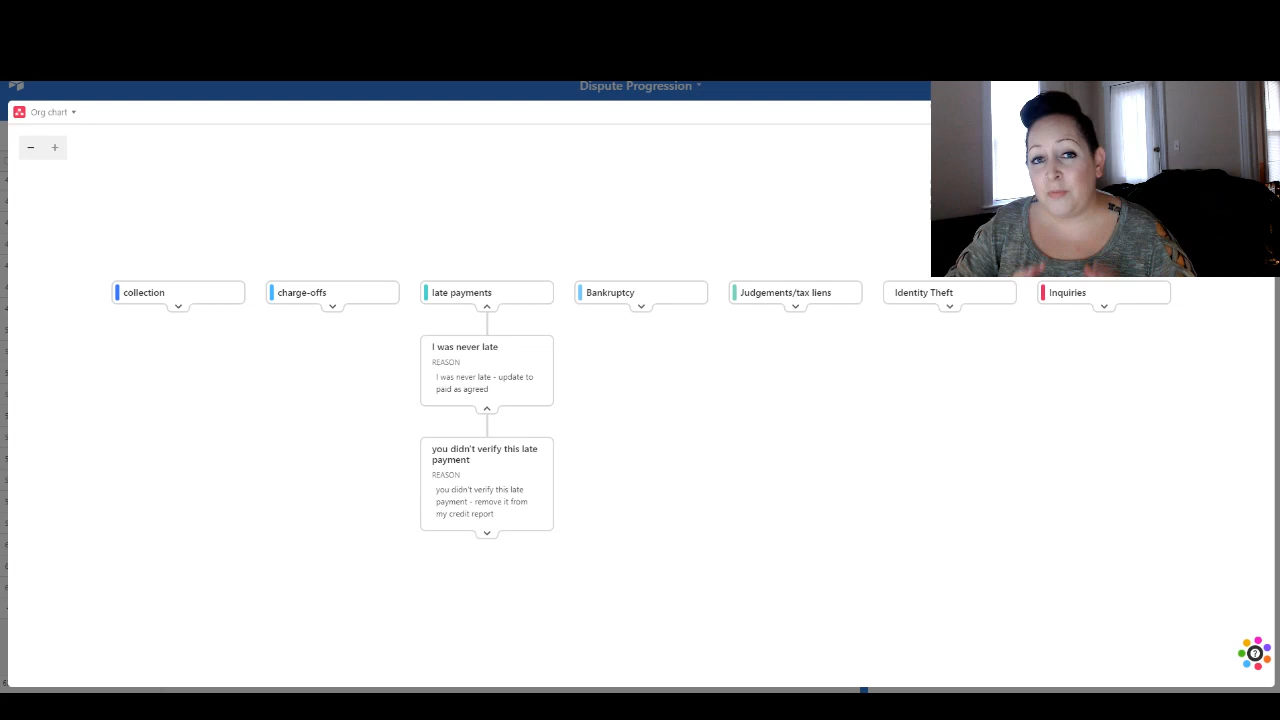 Dispute Progression
Org chart
− +
collection
charge-offs
late payments
Bankruptcy
Judgements/tax liens
Identity Theft
Inquiries
I was never late
REASON
I was never late - update to
paid as agreed
you didn't verify this late
payment
REASON
you didn't verify this late
payment - remove it from
my credit report
?